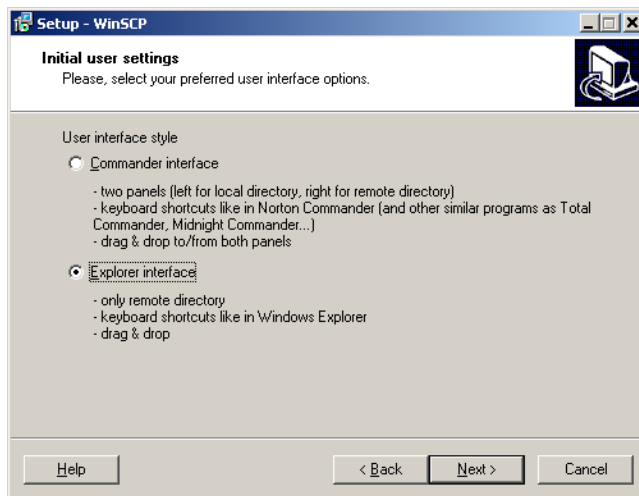 Setup - WinSCP
Initial user settings
Please, select your preferred user interface options.
User interface style
Commander interface
- two panels (left for local directory, right for remote directory)
- keyboard shortcuts like in Norton Commander (and other similar programs as Total
Commander, Midnight Commander...)
- drag & drop to/from both panels
Explorer interface
- only remote directory
- keyboard shortcuts like in Windows Explorer
- drag & drop
Help
< Back
Next >
Cancel